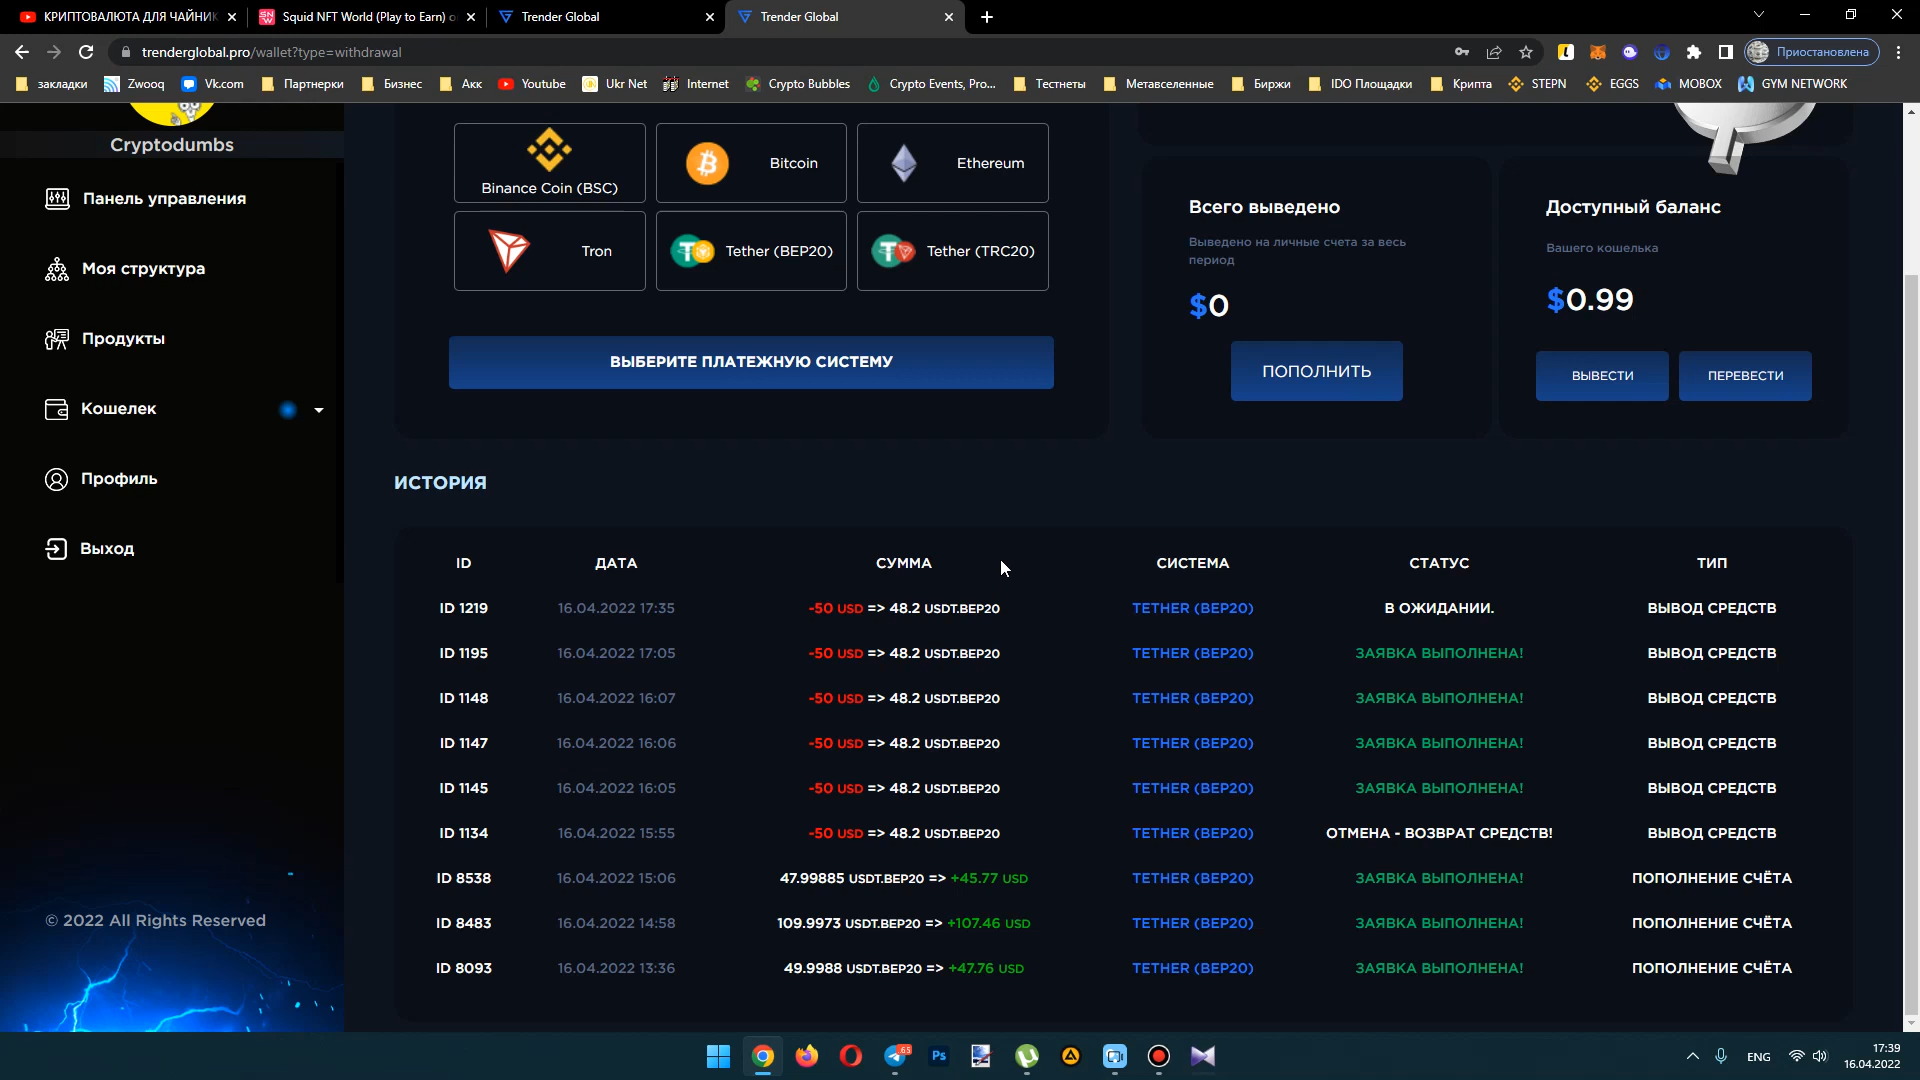 КРИПТОВАЛЮТА ДЛЯ ЧАЙНИК
Squid NFT World (Play to Earn) o
Trender Global
Trender Global
trenderglobal.pro/wallet?type=withdrawal
Приостановлена
закладки
Zwooq
Vk.com
Партнерки
Бизнес
Акк
Youtube
Ukr Net
Internet
Crypto Bubbles
Crypto Events, Pro...
Тестнеты
Метавселенные
Биржи
IDO Площадки
Крипта
STEPN
EGGS
MOBOX
GYM NETWORK
Cryptodumbs
Панель управления
Моя структура
Продукты
Кошелек
Профиль
Выход
© 2022 All Rights Reserved
Binance Coin (BSC)
Bitcoin
Ethereum
Tron
Tether (BEP20)
Tether (TRC20)
ВЫБЕРИТЕ ПЛАТЕЖНУЮ СИСТЕМУ
Всего выведено
Выведено на личные счета за весь
период
$0
ПОПОЛНИТЬ
Доступный баланс
Вашего кошелька
$0.99
ВЫВЕСТИ
ПЕРЕВЕСТИ
ИСТОРИЯ
ID ДАТА СУММА СИСТЕМА СТАТУС ТИП
ID 1219 16.04.2022 17:35 -50 USD => 48.2 USDT.BEP20 TETHER (BEP20) В ОЖИДАНИИ. ВЫВОД СРЕДСТВ
ID 1195 16.04.2022 17:05 -50 USD => 48.2 USDT.BEP20 TETHER (BEP20) ЗАЯВКА ВЫПОЛНЕНА! ВЫВОД СРЕДСТВ
ID 1148 16.04.2022 16:07 -50 USD => 48.2 USDT.BEP20 TETHER (BEP20) ЗАЯВКА ВЫПОЛНЕНА! ВЫВОД СРЕДСТВ
ID 1147 16.04.2022 16:06 -50 USD => 48.2 USDT.BEP20 TETHER (BEP20) ЗАЯВКА ВЫПОЛНЕНА! ВЫВОД СРЕДСТВ
ID 1145 16.04.2022 16:05 -50 USD => 48.2 USDT.BEP20 TETHER (BEP20) ЗАЯВКА ВЫПОЛНЕНА! ВЫВОД СРЕДСТВ
ID 1134 16.04.2022 15:55 -50 USD => 48.2 USDT.BEP20 TETHER (BEP20) ОТМЕНА - ВОЗВРАТ СРЕДСТВ! ВЫВОД СРЕДСТВ
ID 8538 16.04.2022 15:06 47.99885 USDT.BEP20 => +45.77 USD TETHER (BEP20) ЗАЯВКА ВЫПОЛНЕНА! ПОПОЛНЕНИЕ СЧЁТА
ID 8483 16.04.2022 14:58 109.9973 USDT.BEP20 => +107.46 USD TETHER (BEP20) ЗАЯВКА ВЫПОЛНЕНА! ПОПОЛНЕНИЕ СЧЁТА
ID 8093 16.04.2022 13:36 49.9988 USDT.BEP20 => +47.76 USD TETHER (BEP20) ЗАЯВКА ВЫПОЛНЕНА! ПОПОЛНЕНИЕ СЧЁТА
65
Ps
ENG
17:39
16.04.2022